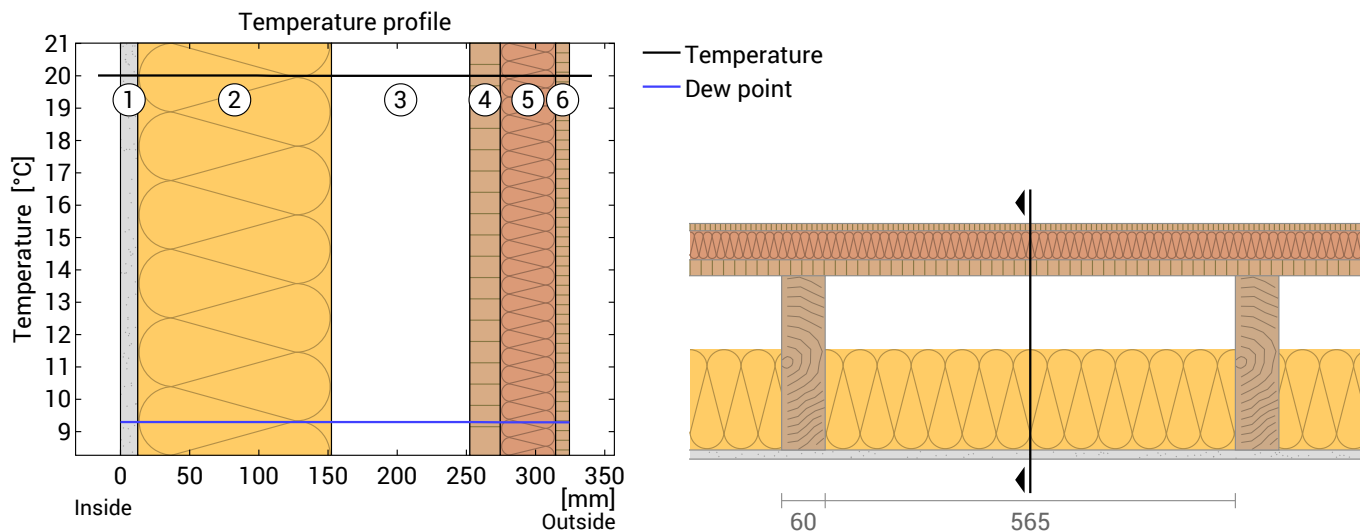 Temperature profile
Temperature [°C]
21
20
19
18
17
16
15
14
13
12
11
10
9
1 2 3 4 5 6
0 50 100 150 200 250 300 350
[mm]
Inside
Outside
Temperature
Dew point
60 565